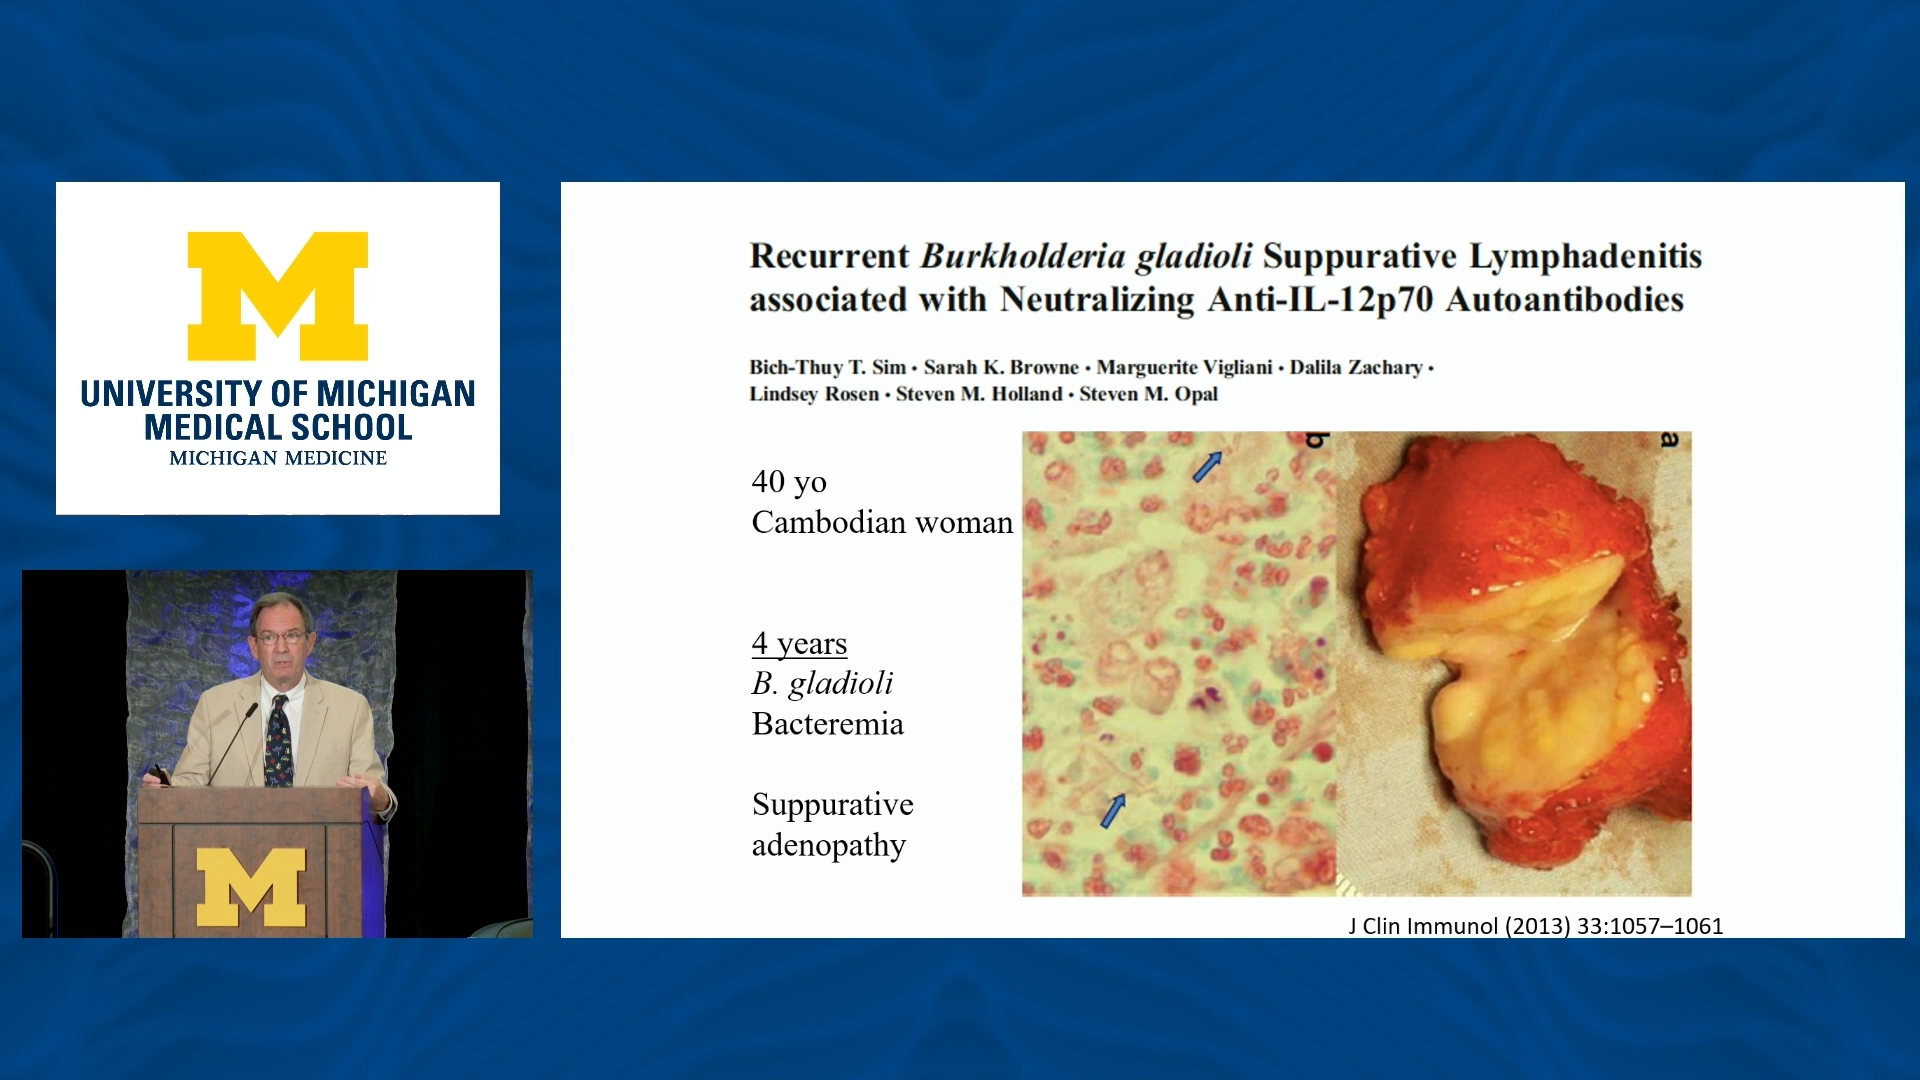 M
UNIVERSITY OF MICHIGAN
MEDICAL SCHOOL
MICHIGAN MEDICINE
M
Recurrent Burkholderia gladioli Suppurative Lymphadenitis
associated with Neutralizing Anti-IL-12p70 Autoantibodies
Bich-Thuy T. Sim • Sarah K. Browne • Marguerite Vigliani • Dalila Zachary •
Lindsey Rosen • Steven M. Holland • Steven M. Opal
40 yo
Cambodian woman
4 years
B. gladioli
Bacteremia
Suppurative
adenopathy
b
a
J Clin Immunol (2013) 33:1057–1061